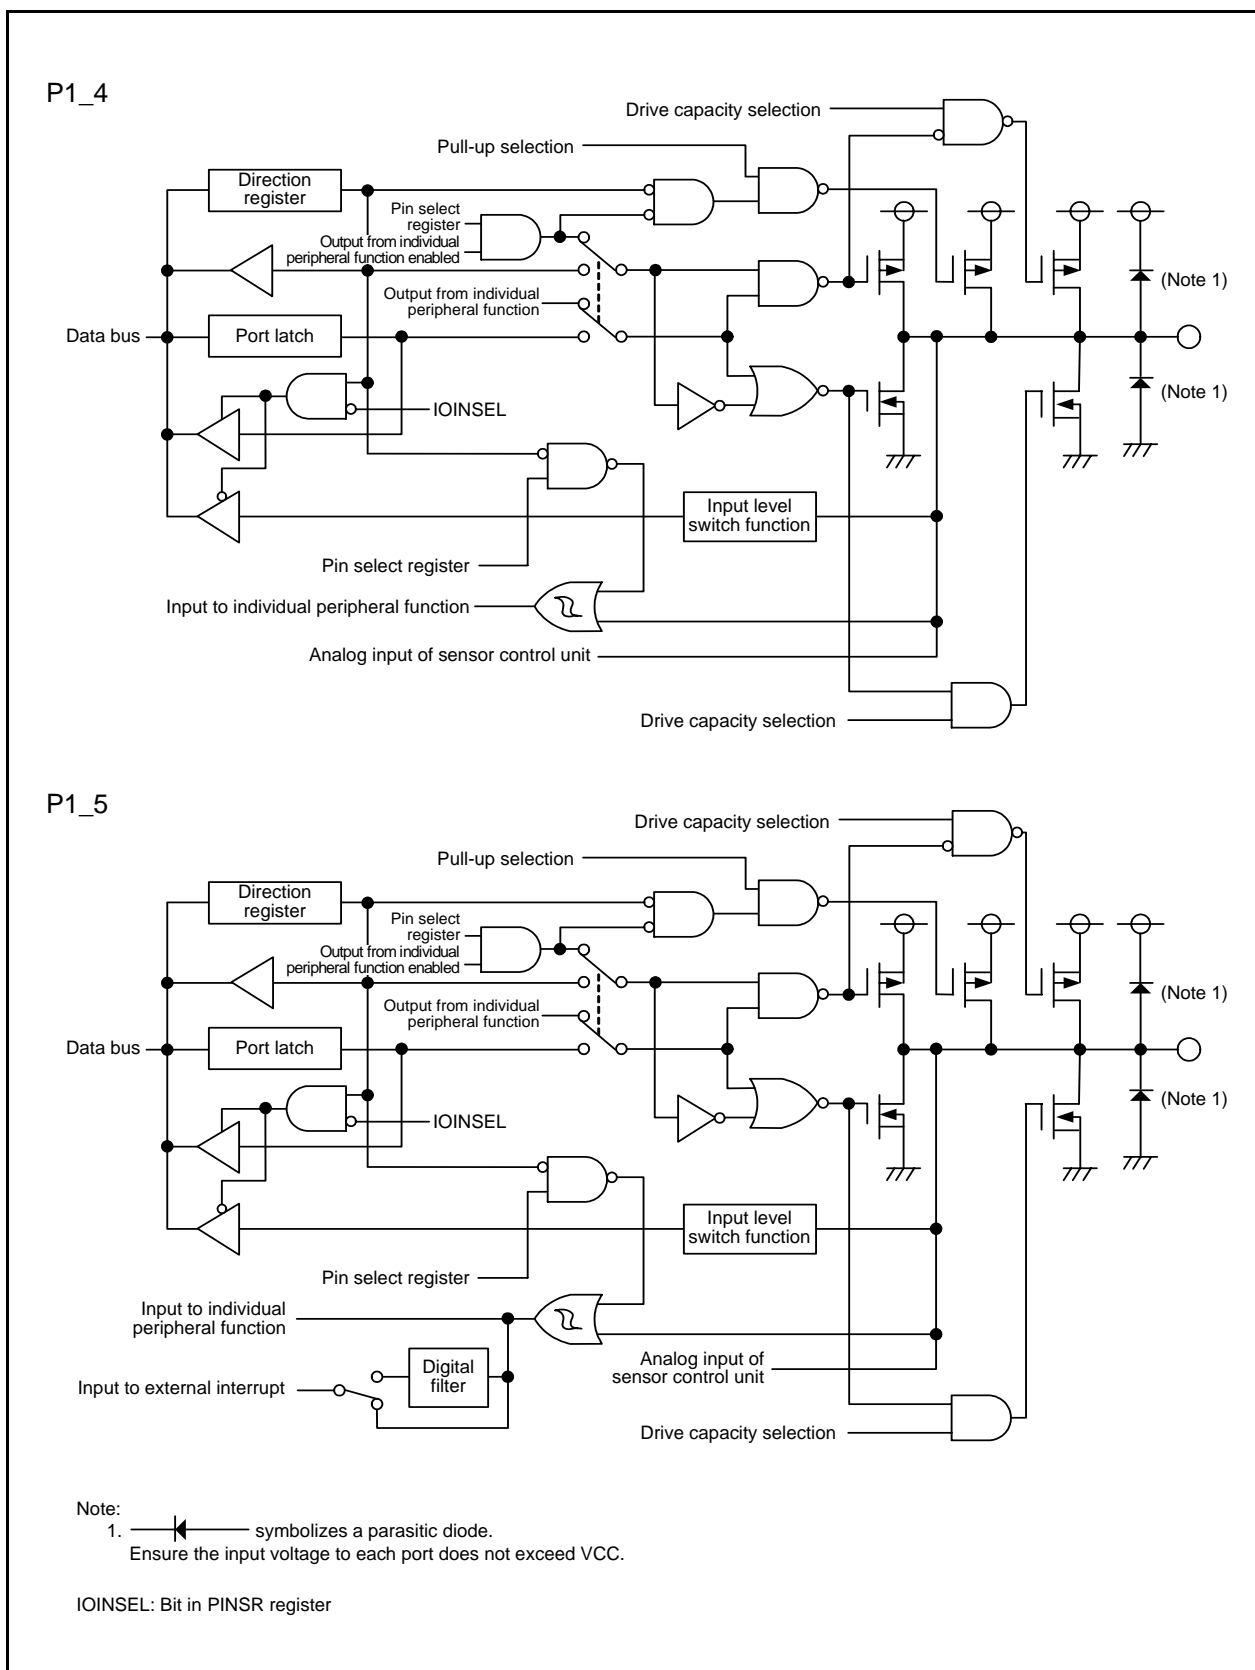 P1_4
Drive capacity selection
Pull-up selection
Direction
register
Pin select
register
Output from individual
peripheral function enabled
Output from individual
peripheral function
(Note 1)
Data bus
Port latch
(Note 1)
IOINSEL
Input level
switch function
Pin select register
Input to individual peripheral function
Analog input of sensor control unit
Drive capacity selection
P1_5
Drive capacity selection
Pull-up selection
Direction
register
Pin select
register
Output from individual
peripheral function enabled
Output from individual
peripheral function
(Note 1)
Data bus
Port latch
(Note 1)
IOINSEL
Input level
switch function
Pin select register
Input to individual
peripheral function
Analog input of
sensor control unit
Digital
filter
Input to external interrupt
Drive capacity selection
Note:
1. symbolizes a parasitic diode.
Ensure the input voltage to each port does not exceed VCC.
IOINSEL: Bit in PINSR register